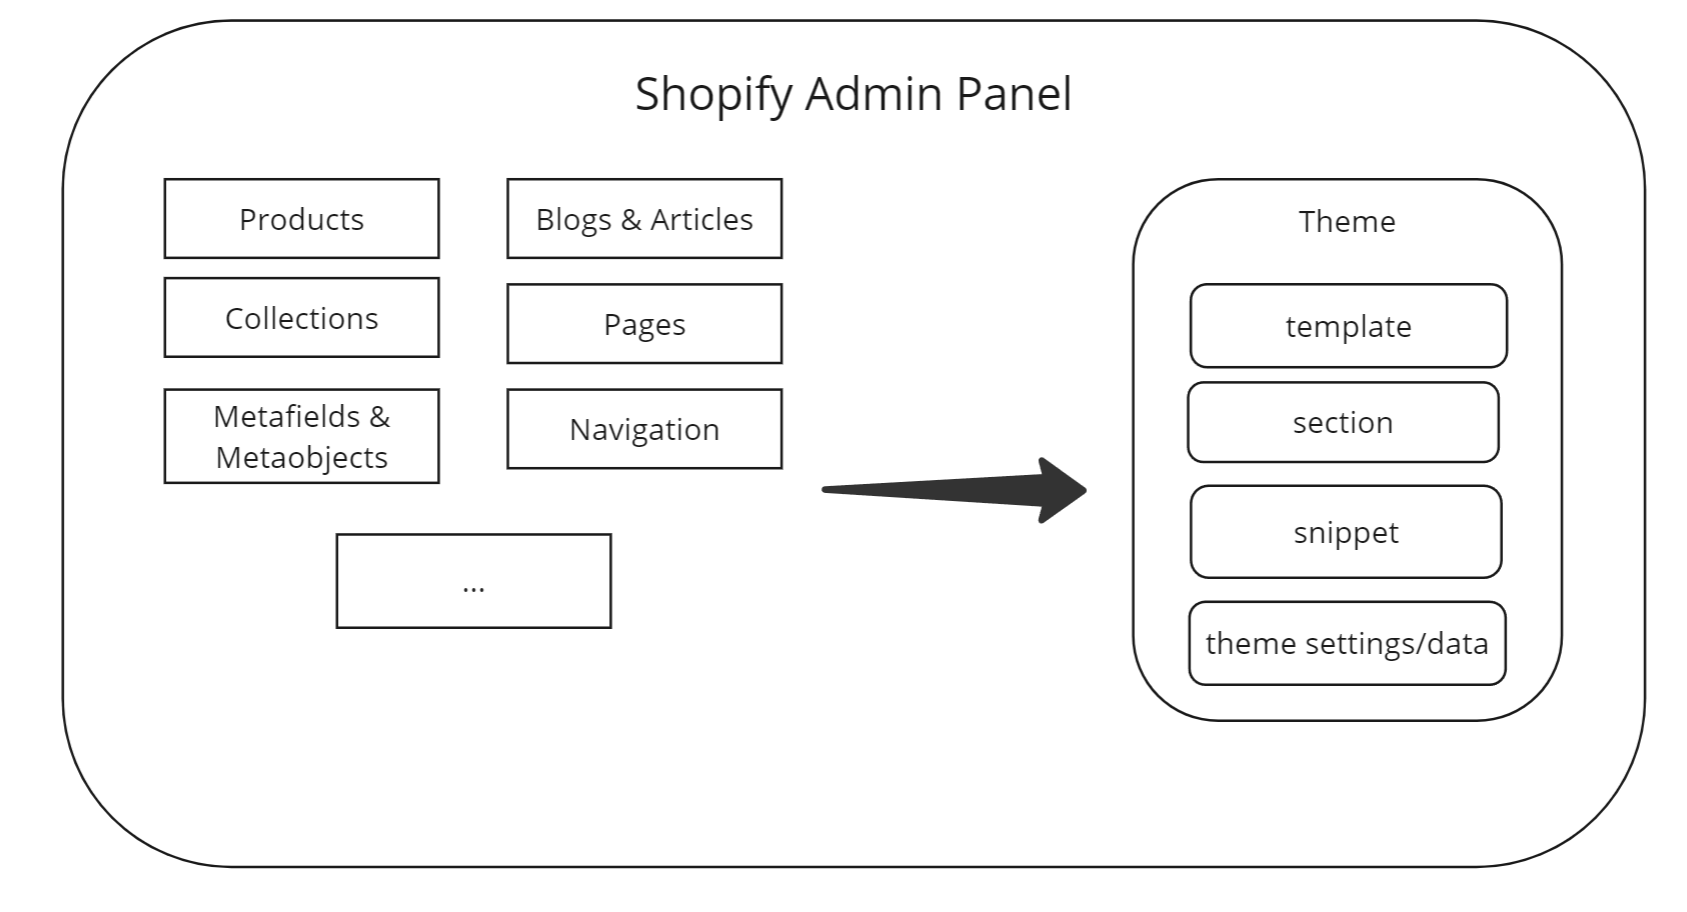 Shopify Admin Panel
Products
Collections
Metafields &
Metaobjects
Blogs & Articles
Pages
Navigation
...
Theme
template
section
snippet
theme settings/data